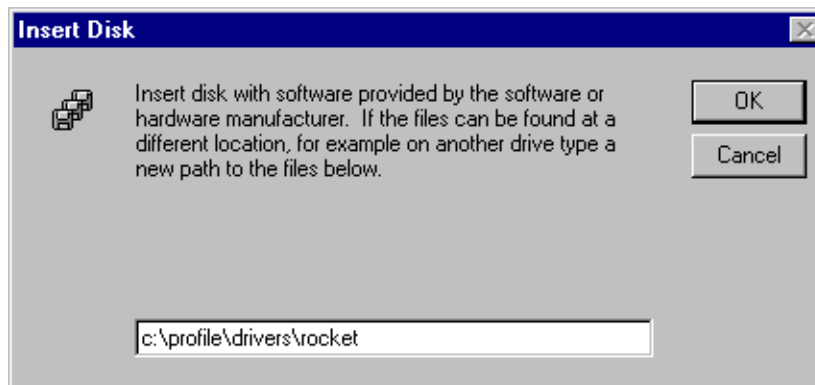 Insert Disk
Insert disk with software provided by the software or
hardware manufacturer.  If the files can be found at a
different location, for example on another drive type a
new path to the files below.
OK
Cancel
c:\profile\drivers\rocket